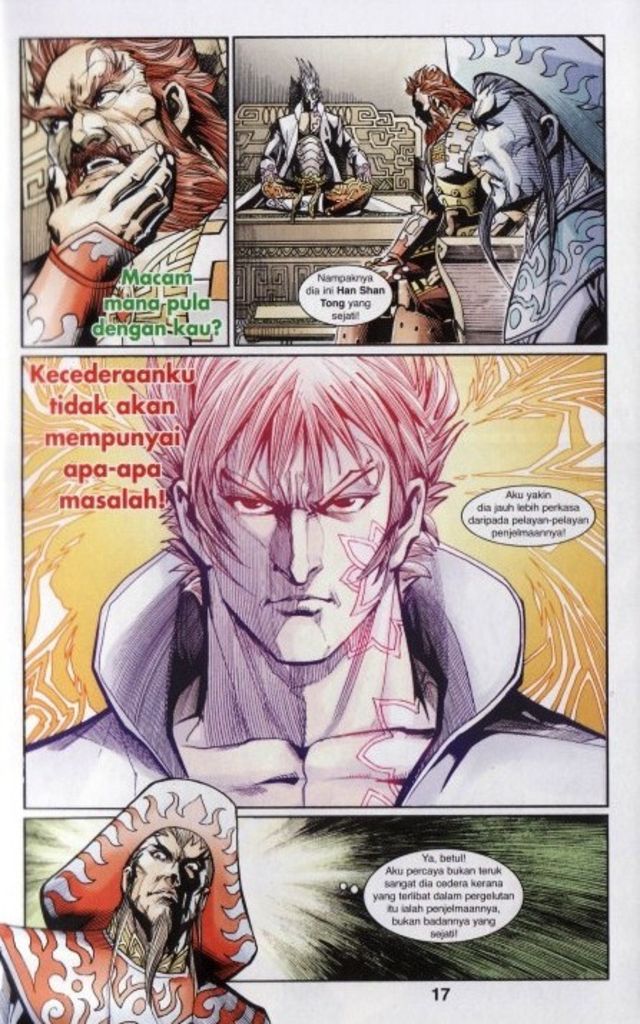 Macam
mana pula
dengan kau?
Nampaknya
dia ini Han Shan
Tong yang
sejati!
Kecederaanku
tidak akan
mempunyai
apa-apa
masalah!
Aku yakin
dia jauh lebih perkasa
daripada pelayan-pelayan
penjelmaannya!
Ya, betul!
Aku percaya bukan teruk
sangat dia cedera kerana
yang terlibat dalam pergelutan
itu ialah penjelmaannya,
bukan badannya yang
sejati!
17